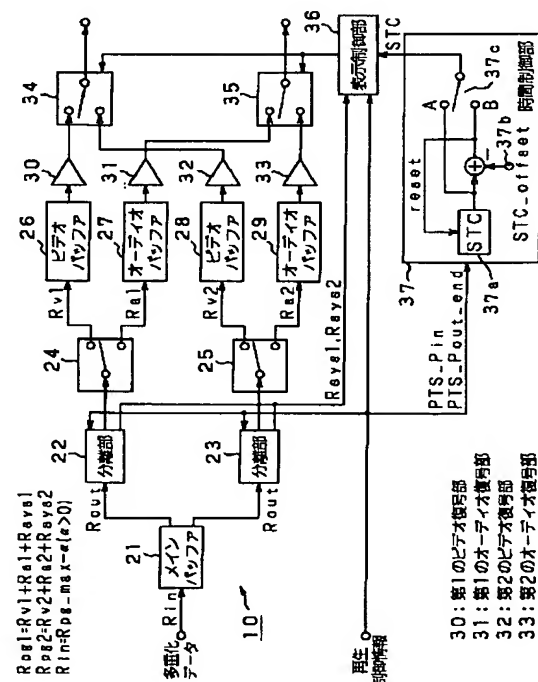 Rpg1=Rv1+Ra1+Rsys1
Rpg2=Rv2+Ra2+Rsys2
Rin=Rpg_max-α(α>0)
多重化
データ
Rin
21
メイン
バッファ
10
Rout
Rout
22
分離部
23
分離部
24
25
Rv1
Ra1
Rv2
Ra2
26
ビデオ
バッファ
27
オーディオ
バッファ
28
ビデオ
バッファ
29
オーディオ
バッファ
30
31
32
33
34
35
Rsys1,Rsys2
36
表示制御部
STC
再生
制御情報
PTS_Pin
PTS_Pout_end
37
reset
A
B
37c
37b
STC
37a
STC_offset
時間制御部
30:第1のビデオ復号部
31:第1のオーディオ復号部
32:第2のビデオ復号部
33:第2のオーディオ復号部